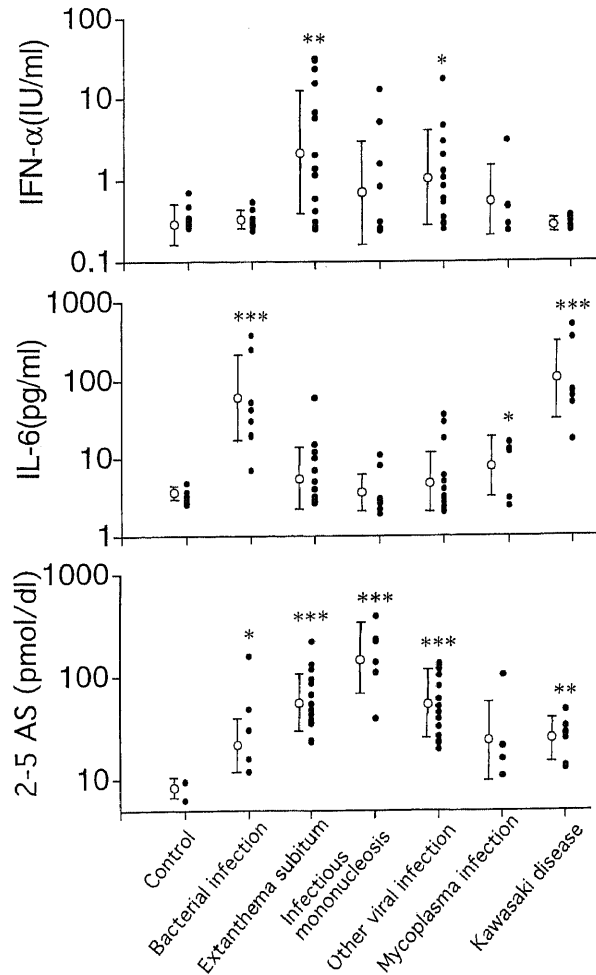 IFN-α(IU/ml)
100
10
1
0.1
**
*
IL-6(pg/ml)
1000
100
10
1
***
*
***
2-5 AS (pmol/dl)
1000
100
10
*
***
***
***
**
Control
Bacterial infection
Extanthema subitum
Infectious
mononucleosis
Other viral infection
Mycoplasma infection
Kawasaki disease